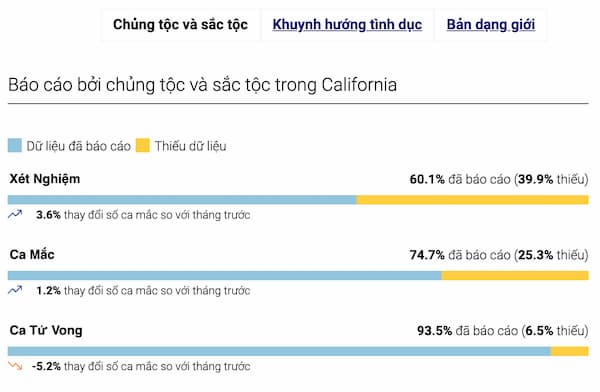 Chủng tộc và sắc tộc Khuynh hướng tình dục Bản dạng giới
Báo cáo bởi chủng tộc và sắc tộc trong California
Dữ liệu đã báo cáo Thiếu dữ liệu
Xét Nghiệm 60.1% đã báo cáo (39.9% thiếu)
3.6% thay đổi số ca mắc so với tháng trước
Ca Mắc 74.7% đã báo cáo (25.3% thiếu)
1.2% thay đổi số ca mắc so với tháng trước
Ca Tử Vong 93.5% đã báo cáo (6.5% thiếu)
-5.2% thay đổi số ca mắc so với tháng trước